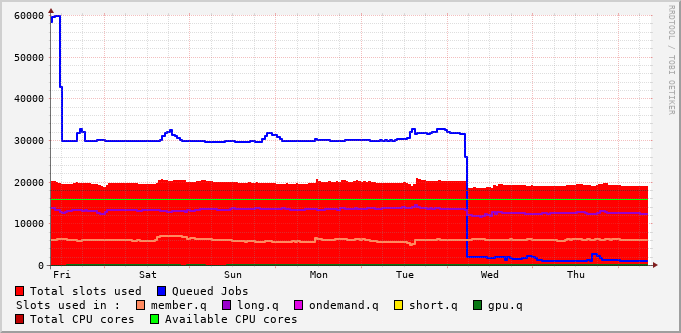 RRDTOOL / TOBI OETIKER
60000
50000
40000
30000
20000
10000
0
Fri Sat Sun Mon Tue Wed Thu
Total slots used Queued Jobs
Slots used in : member.q long.q ondemand.q short.q gpu.q
Total CPU cores Available CPU cores